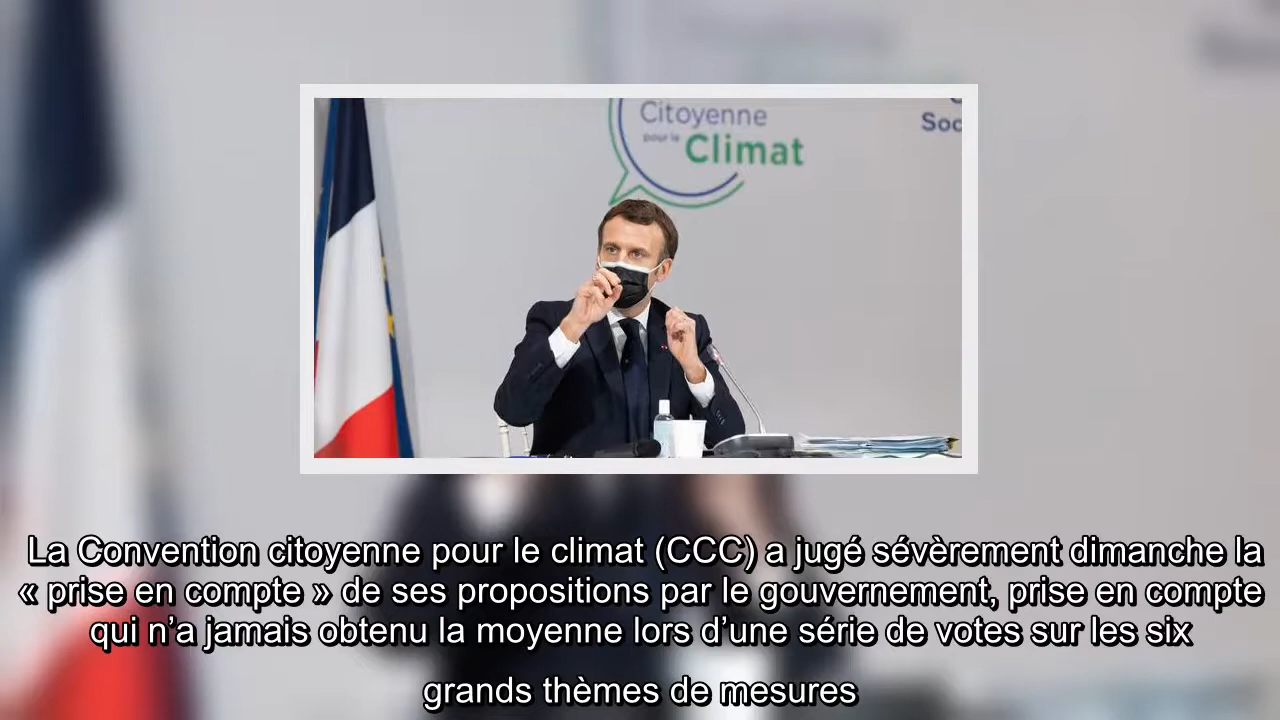 Citoyenne
pour le
Climat
Soc
La Convention citoyenne pour le climat (CCC) a jugé sévèrement dimanche la
« prise en compte » de ses propositions par le gouvernement, prise en compte
qui n’a jamais obtenu la moyenne lors d’une série de votes sur les six
grands thèmes de mesures